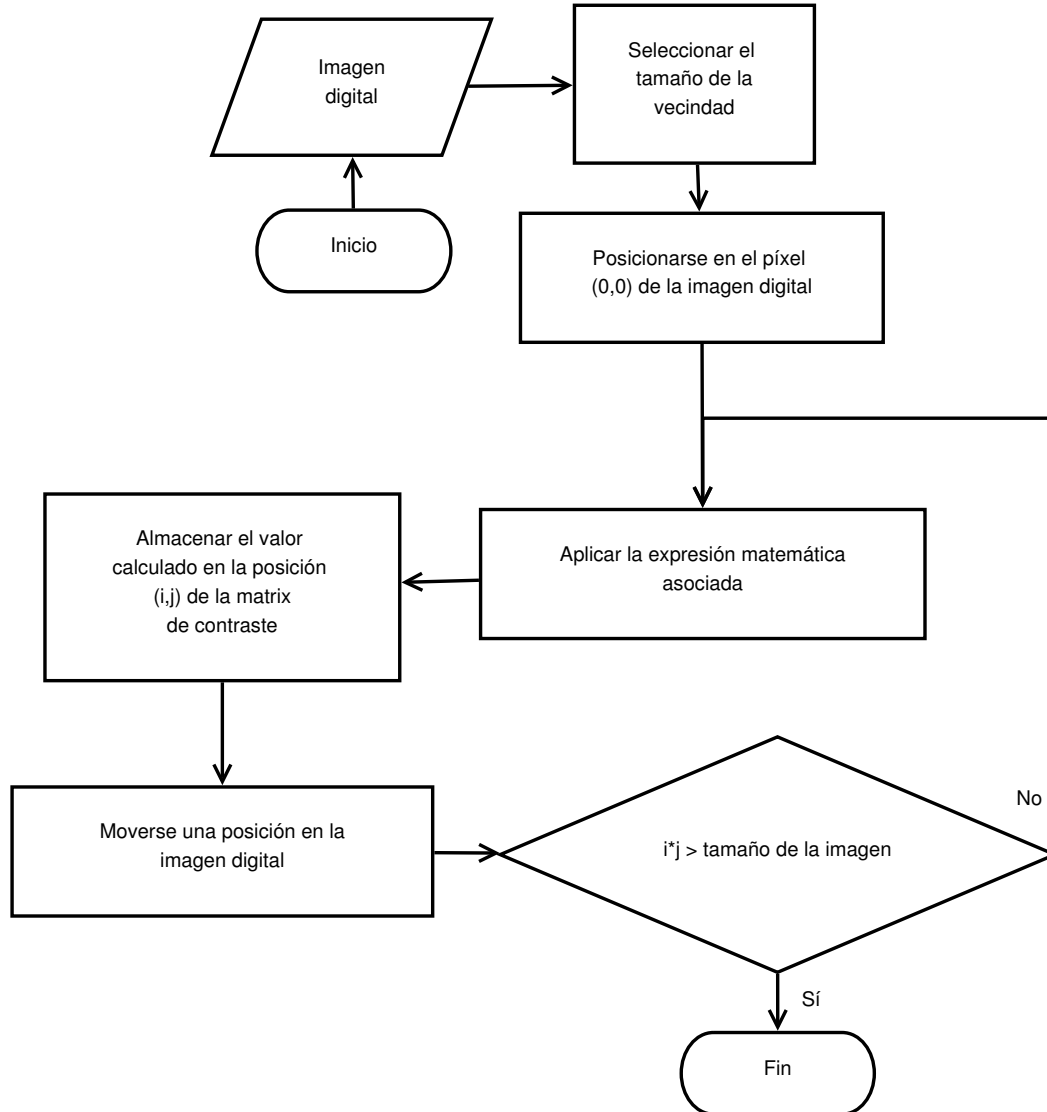 Imagen
digital
Seleccionar el
tamaño de la
vecindad
Inicio
Posicionarse en el píxel
(0,0) de la imagen digital
Aplicar la expresión matemática
asociada
Almacenar el valor
calculado en la posición
(i,j) de la matrix
de contraste
Moverse una posición en la
imagen digital
i*j > tamaño de la imagen
No
Sí
Fin